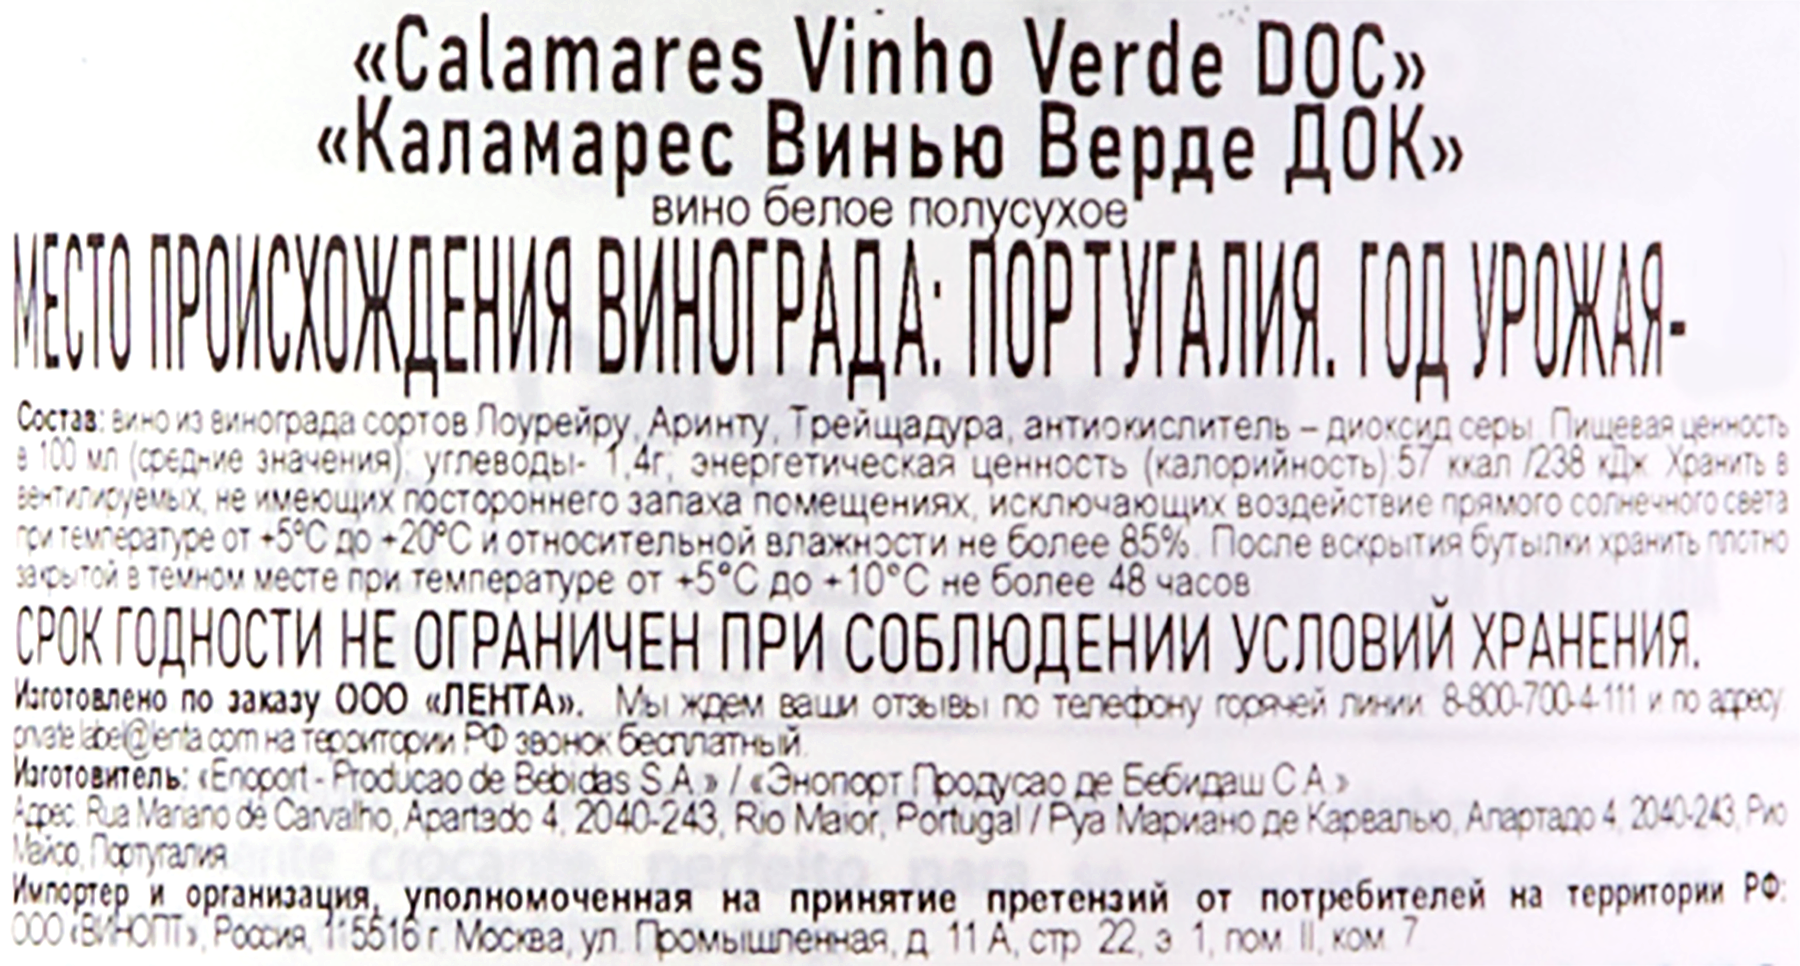 «Calamares Vinho Verde DOC»
«Каламарес Винью Верде ДОК»
вино белое полусухое
МЕСТО ПРОИСХОЖДЕНИЯ ВИНОГРАДА: ПОРТУГАЛИЯ. ГОД УРОЖАЯ-
Состав: вино из винограда сортов Лоурейру, Аринту, Трейщадура, антиокислитель – диоксид серы. Пищевая ценность
в 100 мл (средние значения): углеводы- 1,4г; энергетическая ценность (калорийность):57 ккал /238 кДж. Хранить в
вентилируемых, не имеющих постороннего запаха помещениях, исключающих воздействие прямого солнечного света
при температуре от +5°C до +20°C и относительной влажности не более 85%. После вскрытия бутылки хранить плотно
закрытой в темном месте при температуре от +5°C до +10°C не более 48 часов.
СРОК ГОДНОСТИ НЕ ОГРАНИЧЕН ПРИ СОБЛЮДЕНИИ УСЛОВИЙ ХРАНЕНИЯ.
Изготовлено по заказу ООО «ЛЕНТА». Мы ждем ваши отзывы по телефону горячей линии: 8-800-700-4-111 и по адресу:
private.label@lenta.com на территории РФ звонок бесплатный.
Изготовитель: «Enoport - Producao de Bebidas S.A.» / «Энопорт Продусао де Бебидаш С.А.»
Адрес: Rua Mariano de Carvalho, Apartado 4, 2040-243, Rio Maior, Portugal / Руа Мариано де Карвалью, Апартадо 4, 2040-243, Рио
Майор, Португалия
Импортер и организация, уполномоченная на принятие претензий от потребителей на территории РФ:
ООО «ВИНОПТ», Россия, 115516 г. Москва, ул. Промышленная, д. 11 А, стр. 22, э. 1, пом. II, ком. 7